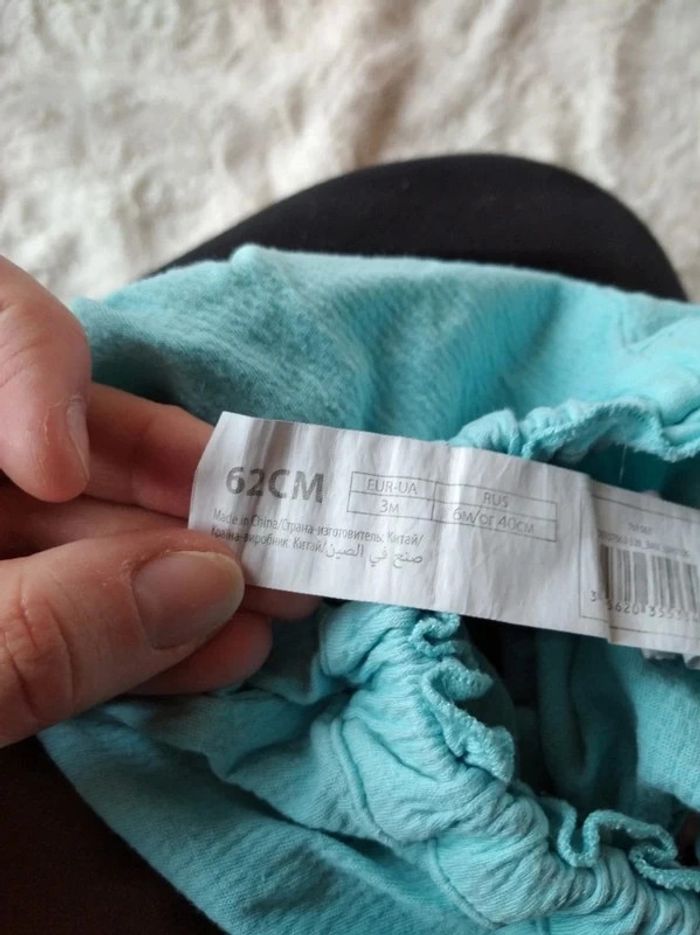 62CM
EUR-UA RUS
3M 6M/ОГ 40СМ
Made in China/Страна-изготовитель: Китай/
Країна-виробник: Китай/صنع في الصين